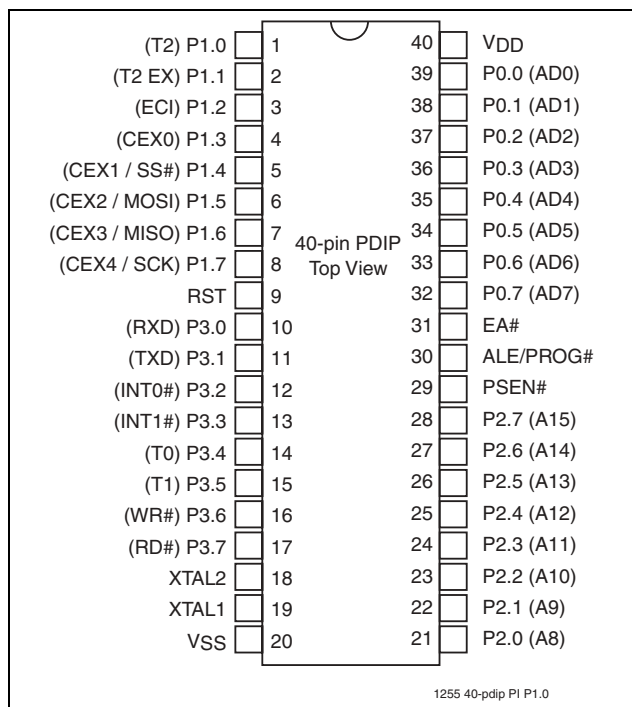 (T2) P1.0 1 40 VDD
(T2 EX) P1.1 2 39 P0.0 (AD0)
(ECI) P1.2 3 38 P0.1 (AD1)
(CEX0) P1.3 4 37 P0.2 (AD2)
(CEX1 / SS#) P1.4 5 36 P0.3 (AD3)
(CEX2 / MOSI) P1.5 6 35 P0.4 (AD4)
(CEX3 / MISO) P1.6 7 34 P0.5 (AD5)
40-pin PDIP
(CEX4 / SCK) P1.7 8 Top View 33 P0.6 (AD6)
RST 9 32 P0.7 (AD7)
(RXD) P3.0 10 31 EA#
(TXD) P3.1 11 30 ALE/PROG#
(INT0#) P3.2 12 29 PSEN#
(INT1#) P3.3 13 28 P2.7 (A15)
(T0) P3.4 14 27 P2.6 (A14)
(T1) P3.5 15 26 P2.5 (A13)
(WR#) P3.6 16 25 P2.4 (A12)
(RD#) P3.7 17 24 P2.3 (A11)
XTAL2 18 23 P2.2 (A10)
XTAL1 19 22 P2.1 (A9)
VSS 20 21 P2.0 (A8)
1255 40-pdip PI P1.0